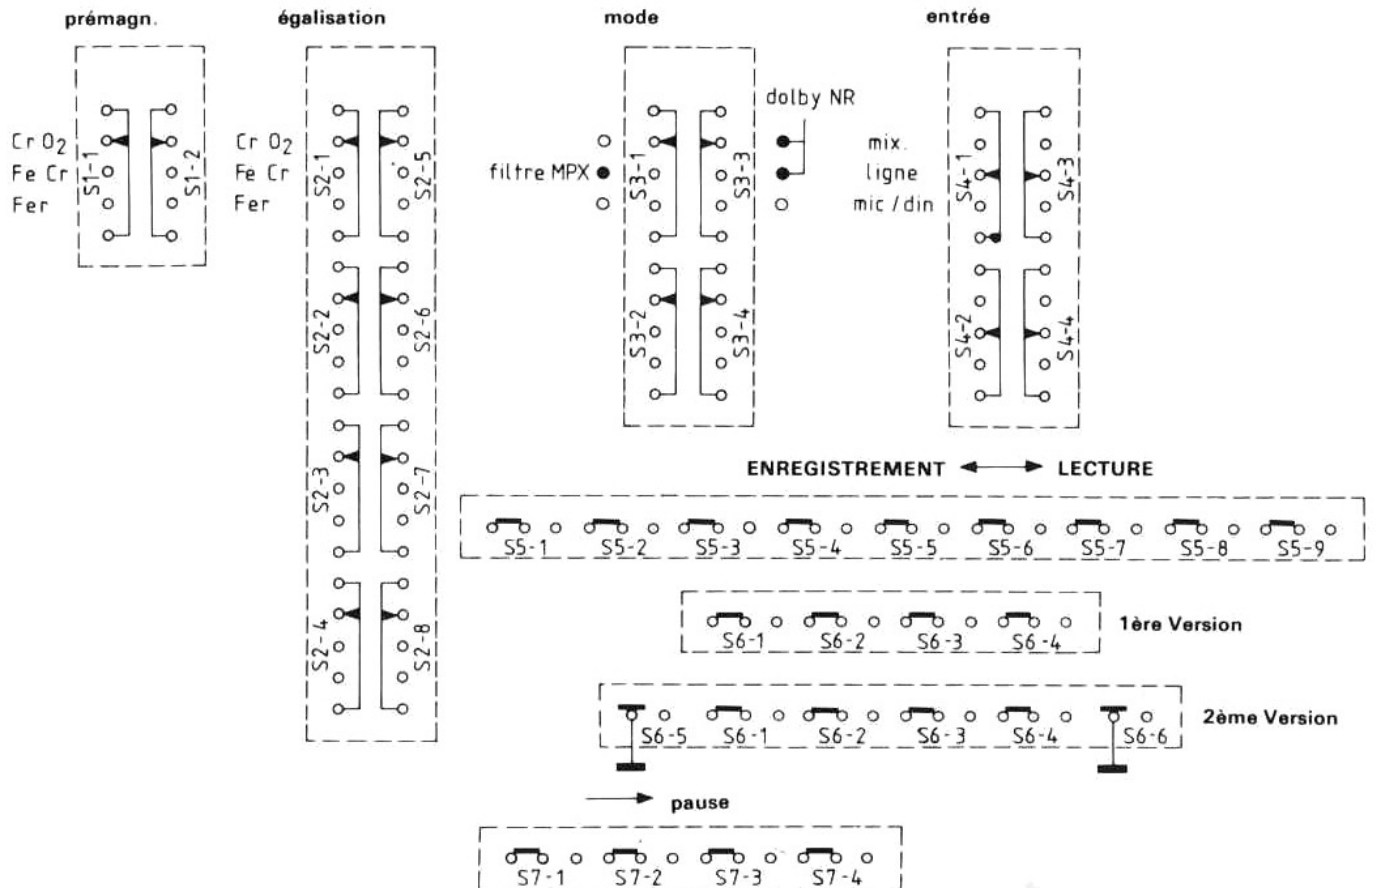 prémagn.
égalisation
mode
entrée
dolby NR
Cr O2
Fe Cr
Fer
S1-1
S1-2
Cr O2
Fe Cr
Fer
S2-1
S2-5
S2-2
S2-6
S2-3
S2-7
S2-4
S2-8
filtre MPX
S3-1
S3-3
S3-2
S3-4
mix.
ligne
mic / din
S4-1
S4-3
S4-2
S4-4
ENREGISTREMENT LECTURE
S5-1 S5-2 S5-3 S5-4 S5-5 S5-6 S5-7 S5-8 S5-9
S6-1 S6-2 S6-3 S6-4
1ère Version
S6-5 S6-1 S6-2 S6-3 S6-4 S6-6
2ème Version
pause
S7-1 S7-2 S7-3 S7-4